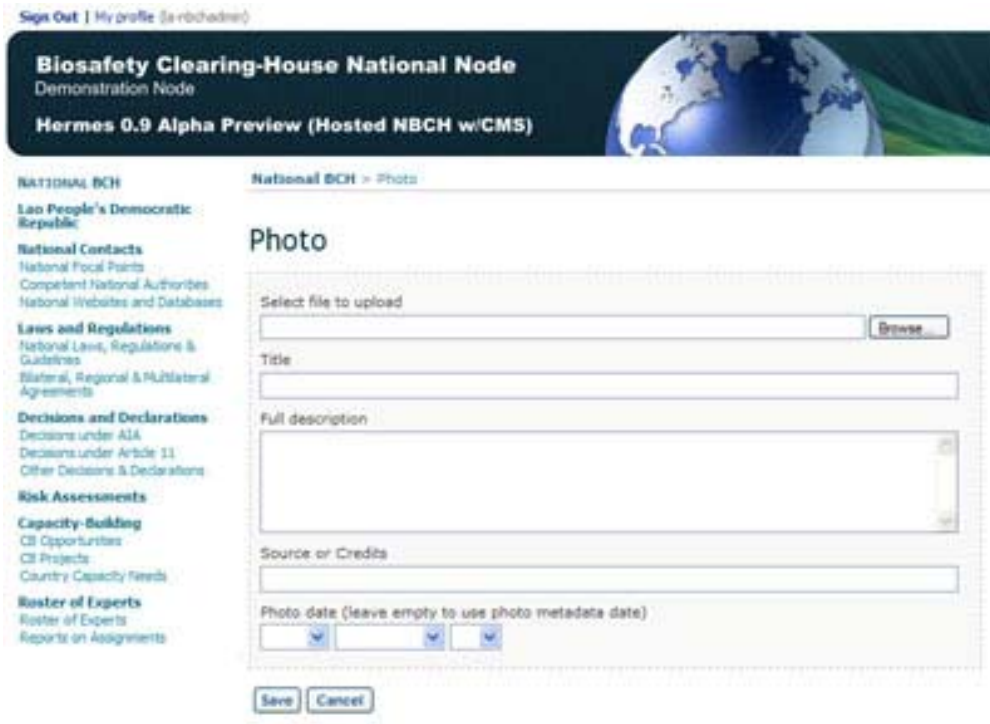 Sign Out | My profile (la-nbchadmin)
Biosafety Clearing-House National Node
Demonstration Node
Hermes 0.9 Alpha Preview (Hosted NBCH w/CMS)
NATIONAL BCH
Lao People's Democratic
Republic
National Contacts
National Focal Points
Competent National Authorities
National Websites and Databases
Laws and Regulations
National Laws, Regulations &
Guidelines
Bilateral, Regional & Multilateral
Agreements
Decisions and Declarations
Decisions under AIA
Decisions under Article 11
Other Decisions & Declarations
Risk Assessments
Capacity-Building
CB Opportunities
CB Projects
Country Capacity Needs
Roster of Experts
Roster of Experts
Reports on Assignments
National BCH > Photo
Photo
Select file to upload
Browse...
Title
Full description
Source or Credits
Photo date (leave empty to use photo metadata date)
Save Cancel